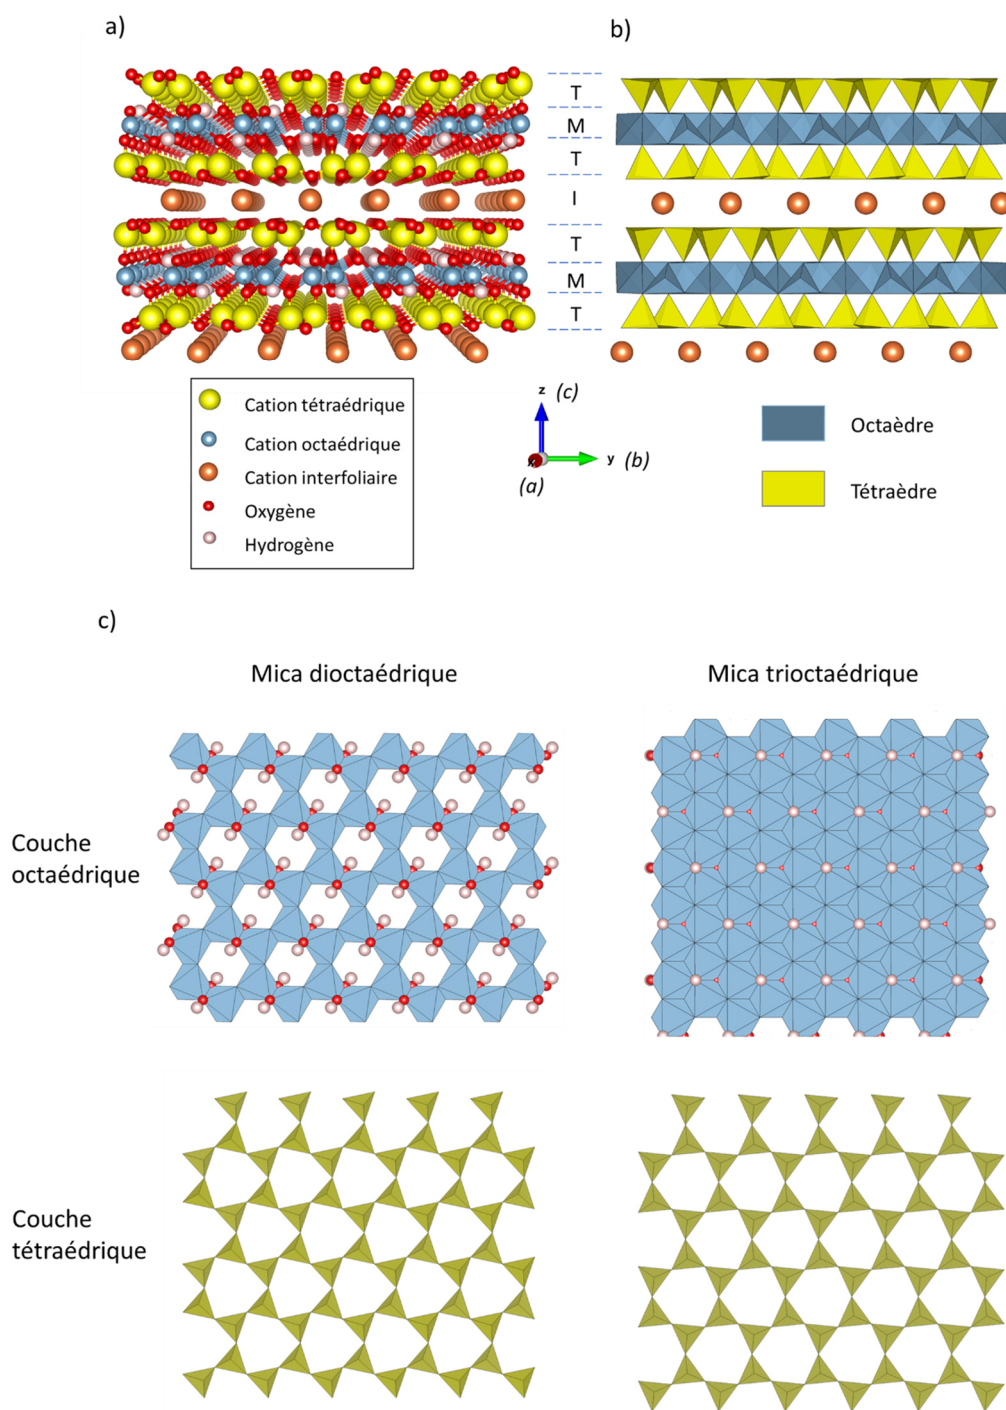 a)
b)
T
M
T
I
T
M
T
Cation tétraédrique
Cation octaédrique
Cation interfoliaire
Oxygène
Hydrogène
z (c)
y (b)
x
(a)
Octaèdre
Tétraèdre
c)
Mica dioctaédrique
Mica trioctaédrique
Couche
octaédrique
Couche
tétraédrique